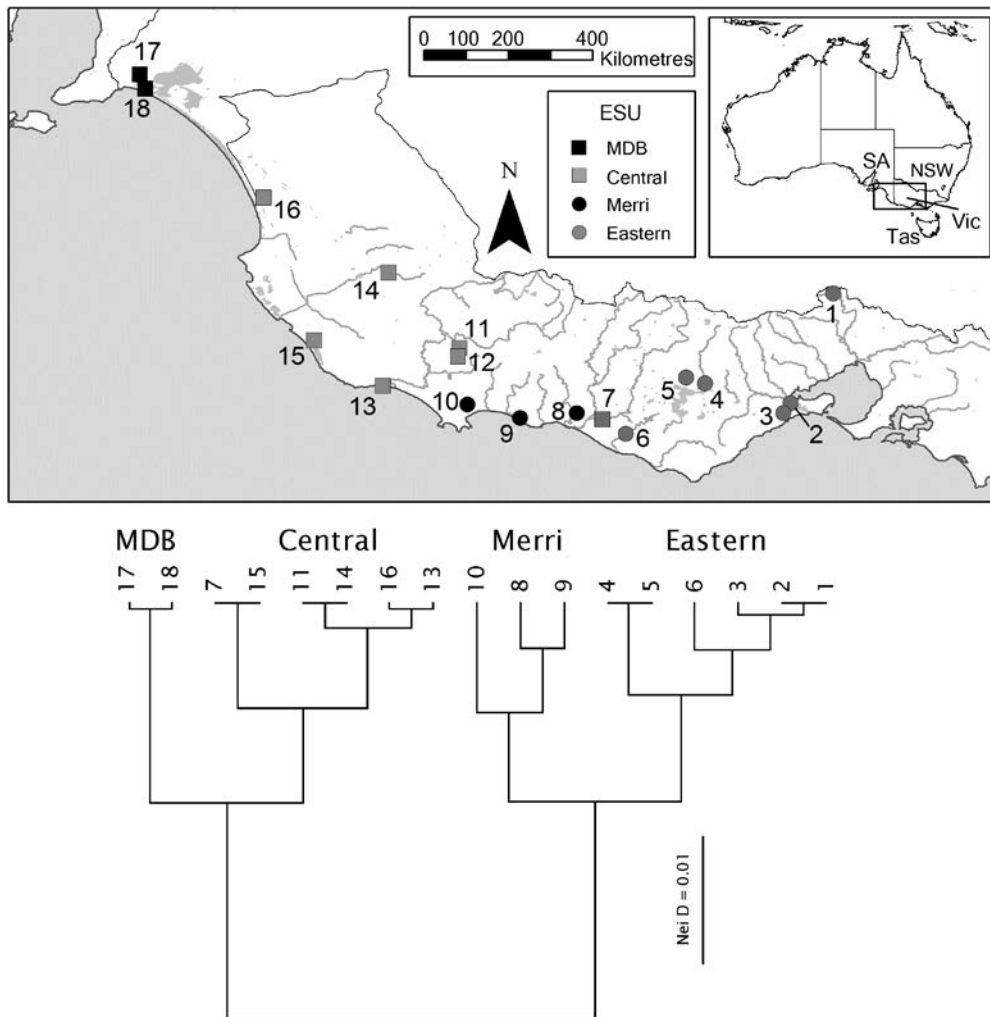 0 100 200 400
Kilometres
ESU
MDB
Central
Merri
Eastern
N
SA
NSW
Vic
Tas
17
18
16
14
15
11
12
13
10
9
8
7
6
5
4
3
2
1
MDB Central Merri Eastern
17 18 7 15 11 14 16 13 10 8 9 4 5 6 3 2 1
Nei D = 0.01